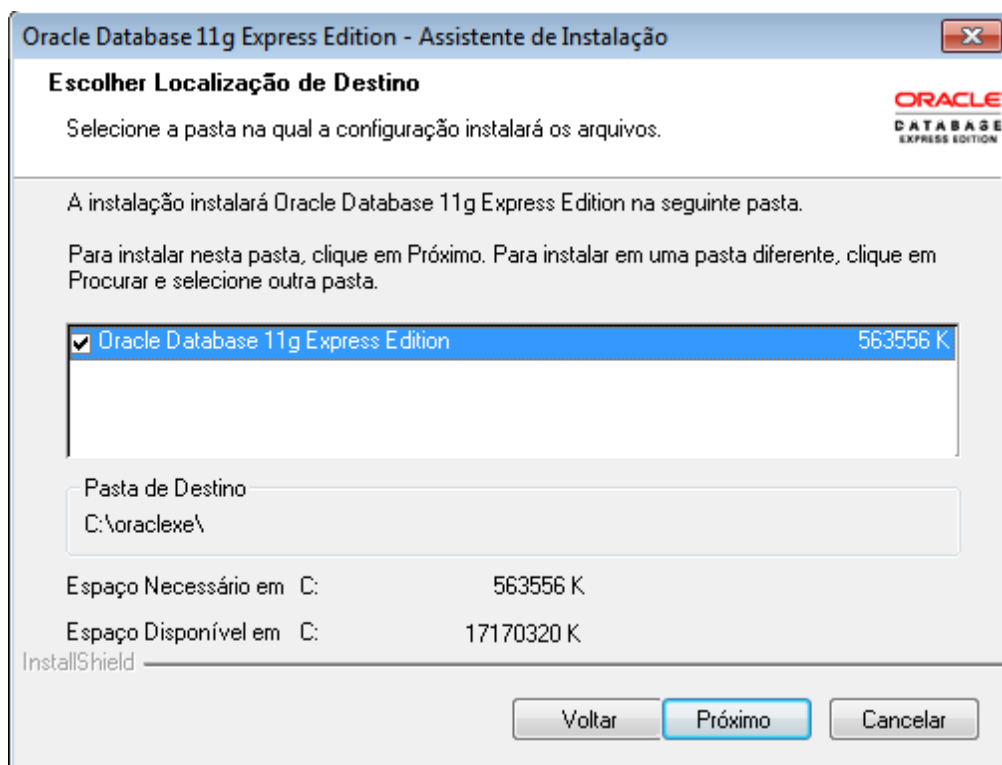 Oracle Database 11g Express Edition - Assistente de Instalação
Escolher Localização de Destino
Selecione a pasta na qual a configuração instalará os arquivos.
ORACLE
DATABASE
EXPRESS EDITION
A instalação instalará Oracle Database 11g Express Edition na seguinte pasta.
Para instalar nesta pasta, clique em Próximo. Para instalar em uma pasta diferente, clique em
Procurar e selecione outra pasta.
Oracle Database 11g Express Edition 563556 K
Pasta de Destino
C:\oraclexe\
Espaço Necessário em C: 563556 K
Espaço Disponível em C: 17170320 K
InstallShield
Voltar Próximo Cancelar